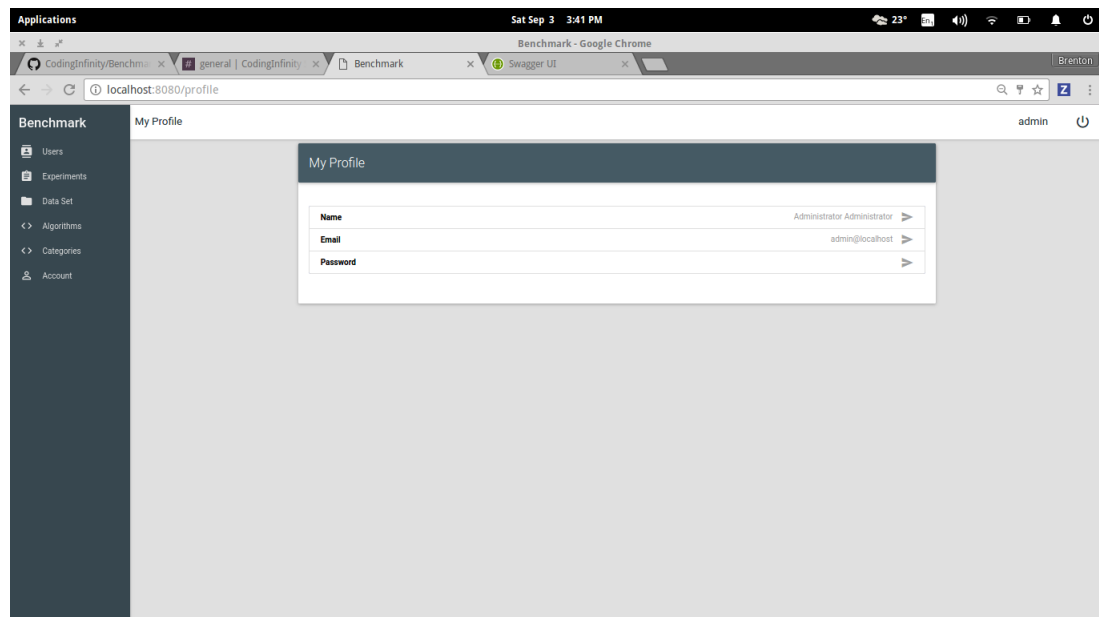 Applications Sat Sep 3 3:41 PM 23° En1
Benchmark - Google Chrome
CodingInfinity/Benchma general | CodingInfinity Benchmark Swagger UI Brenton
localhost:8080/profile Z
Benchmark My Profile admin
Users
Experiments
Data Set
Algorithms
Categories
Account
My Profile
Name Administrator Administrator
Email admin@localhost
Password